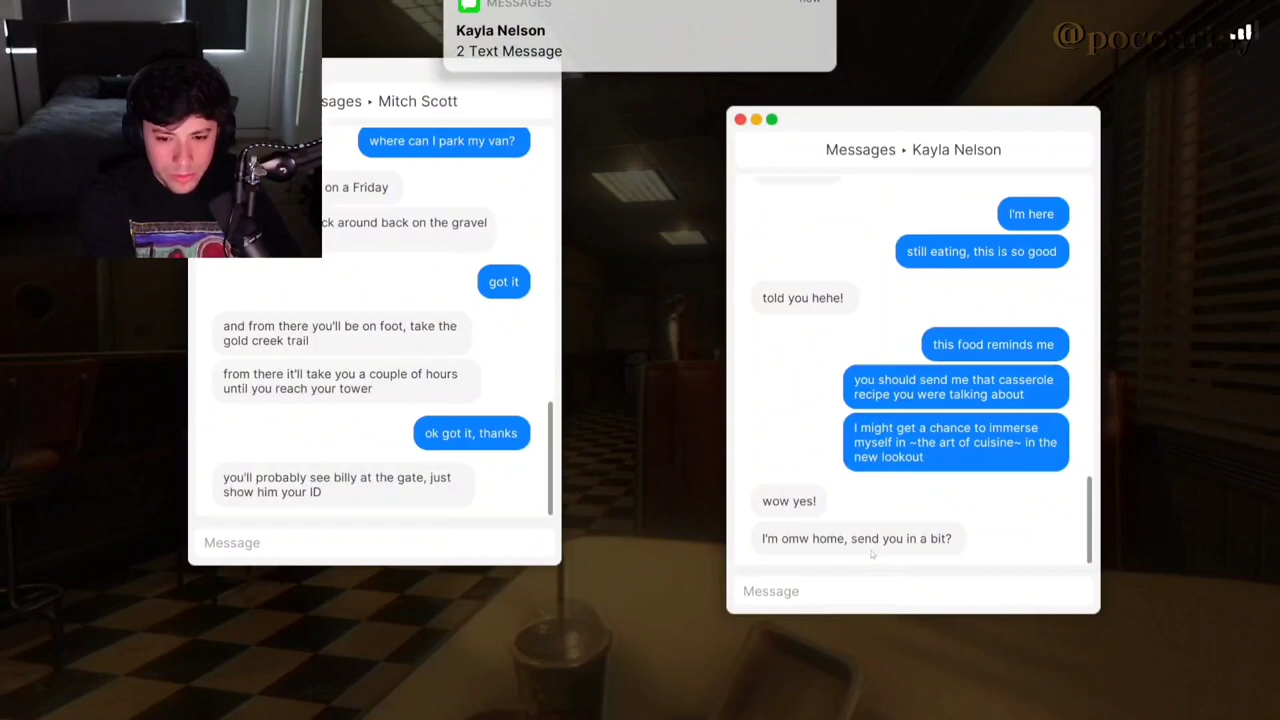 MESSAGES
now
Kayla Nelson
2 Text Message
sages ▸ Mitch Scott
where can I park my van?
on a Friday
ck around back on the gravel
got it
and from there you'll be on foot, take the
gold creek trail
from there it'll take you a couple of hours
until you reach your tower
ok got it, thanks
you'll probably see billy at the gate, just
show him your ID
Message
Messages ▸ Kayla Nelson
I'm here
still eating, this is so good
told you hehe!
this food reminds me
you should send me that casserole
recipe you were talking about
I might get a chance to immerse
myself in ~the art of cuisine~ in the
new lookout
wow yes!
I'm omw home, send you in a bit?
Message